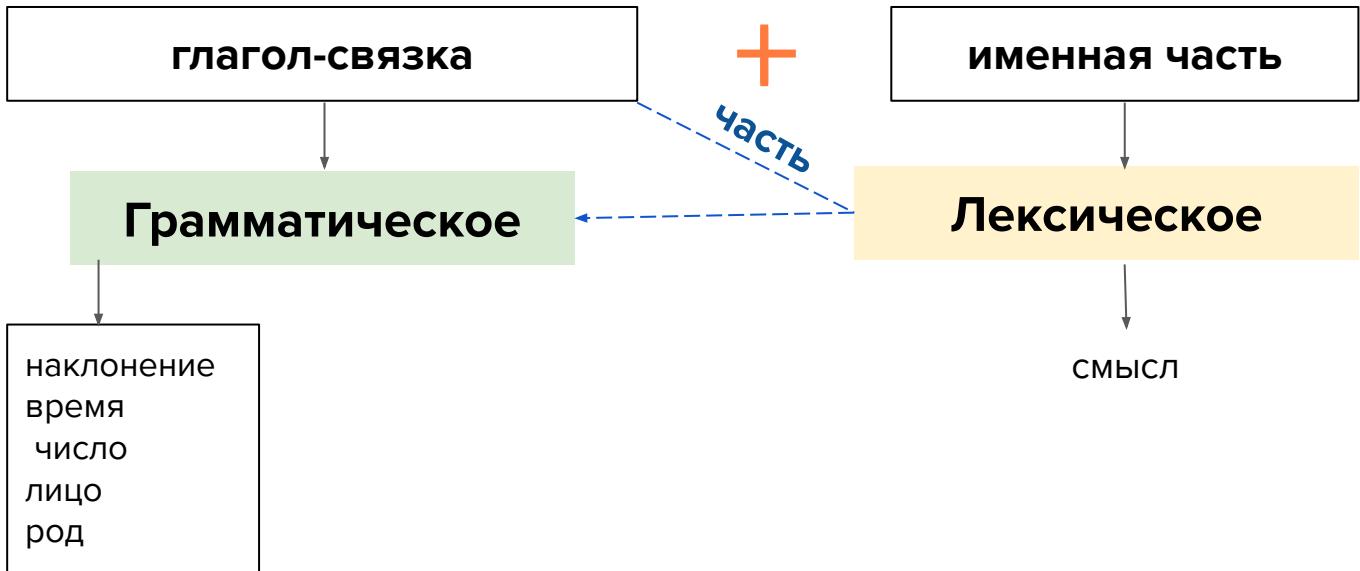 глагол-связка
+
именная часть
часть
Грамматическое
Лексическое
наклонение
время
число
лицо
род
смысл